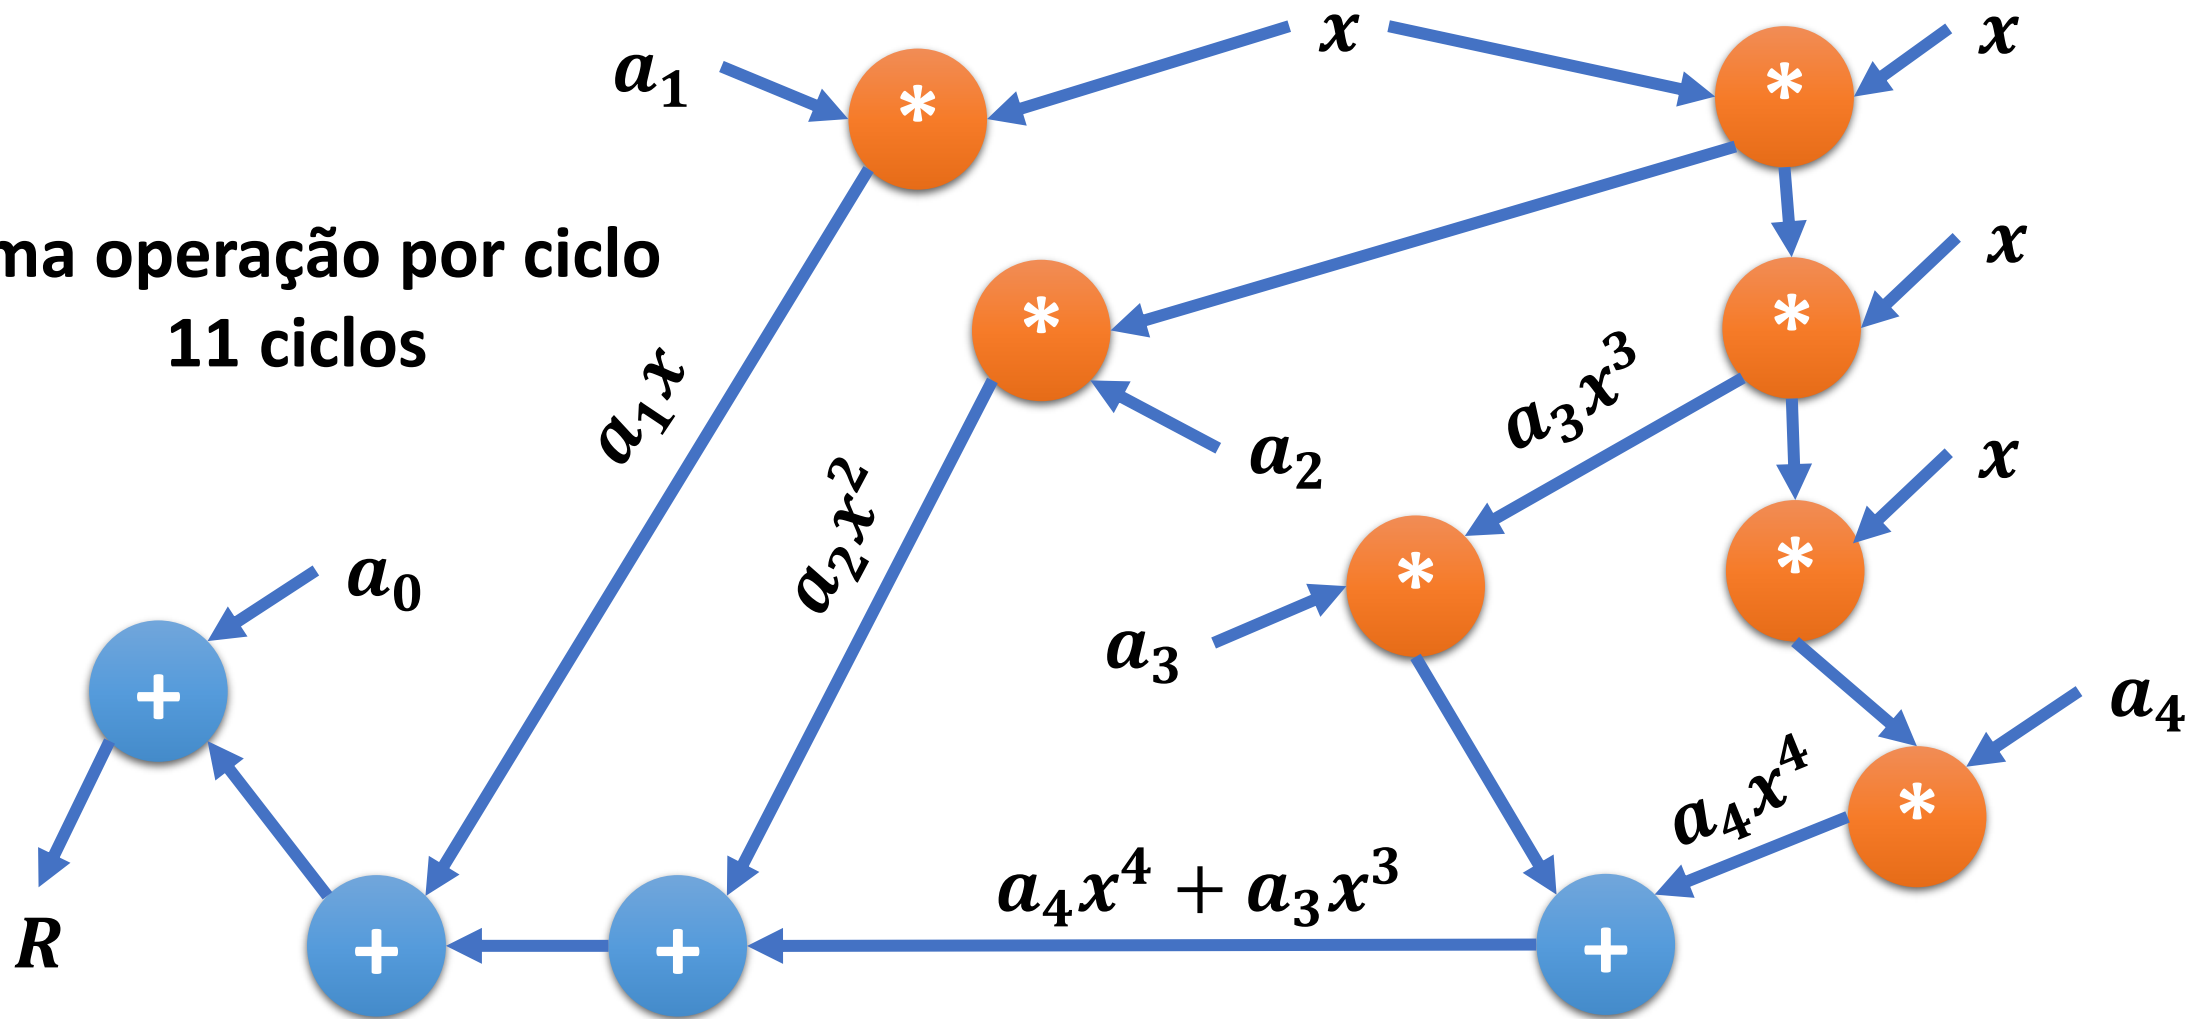 x
x
a₁
*
*
ma operação por ciclo
11 ciclos
x
*
*
a₁x
a₃x³
a₂
x
a₂x²
a₀
*
*
a₃
+
a₄
a₄x⁴
*
a₄x⁴ + a₃x³
R
+
+
+